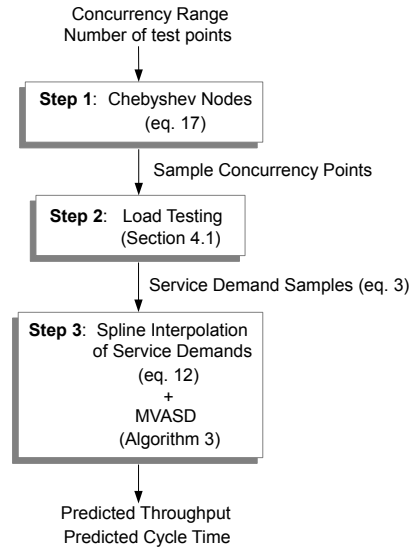 Concurrency Range
Number of test points
Step 1: Chebyshev Nodes
(eq. 17)
Sample Concurrency Points
Step 2: Load Testing
(Section 4.1)
Service Demand Samples (eq. 3)
Step 3: Spline Interpolation
of Service Demands
(eq. 12)
+
MVASD
(Algorithm 3)
Predicted Throughput
Predicted Cycle Time